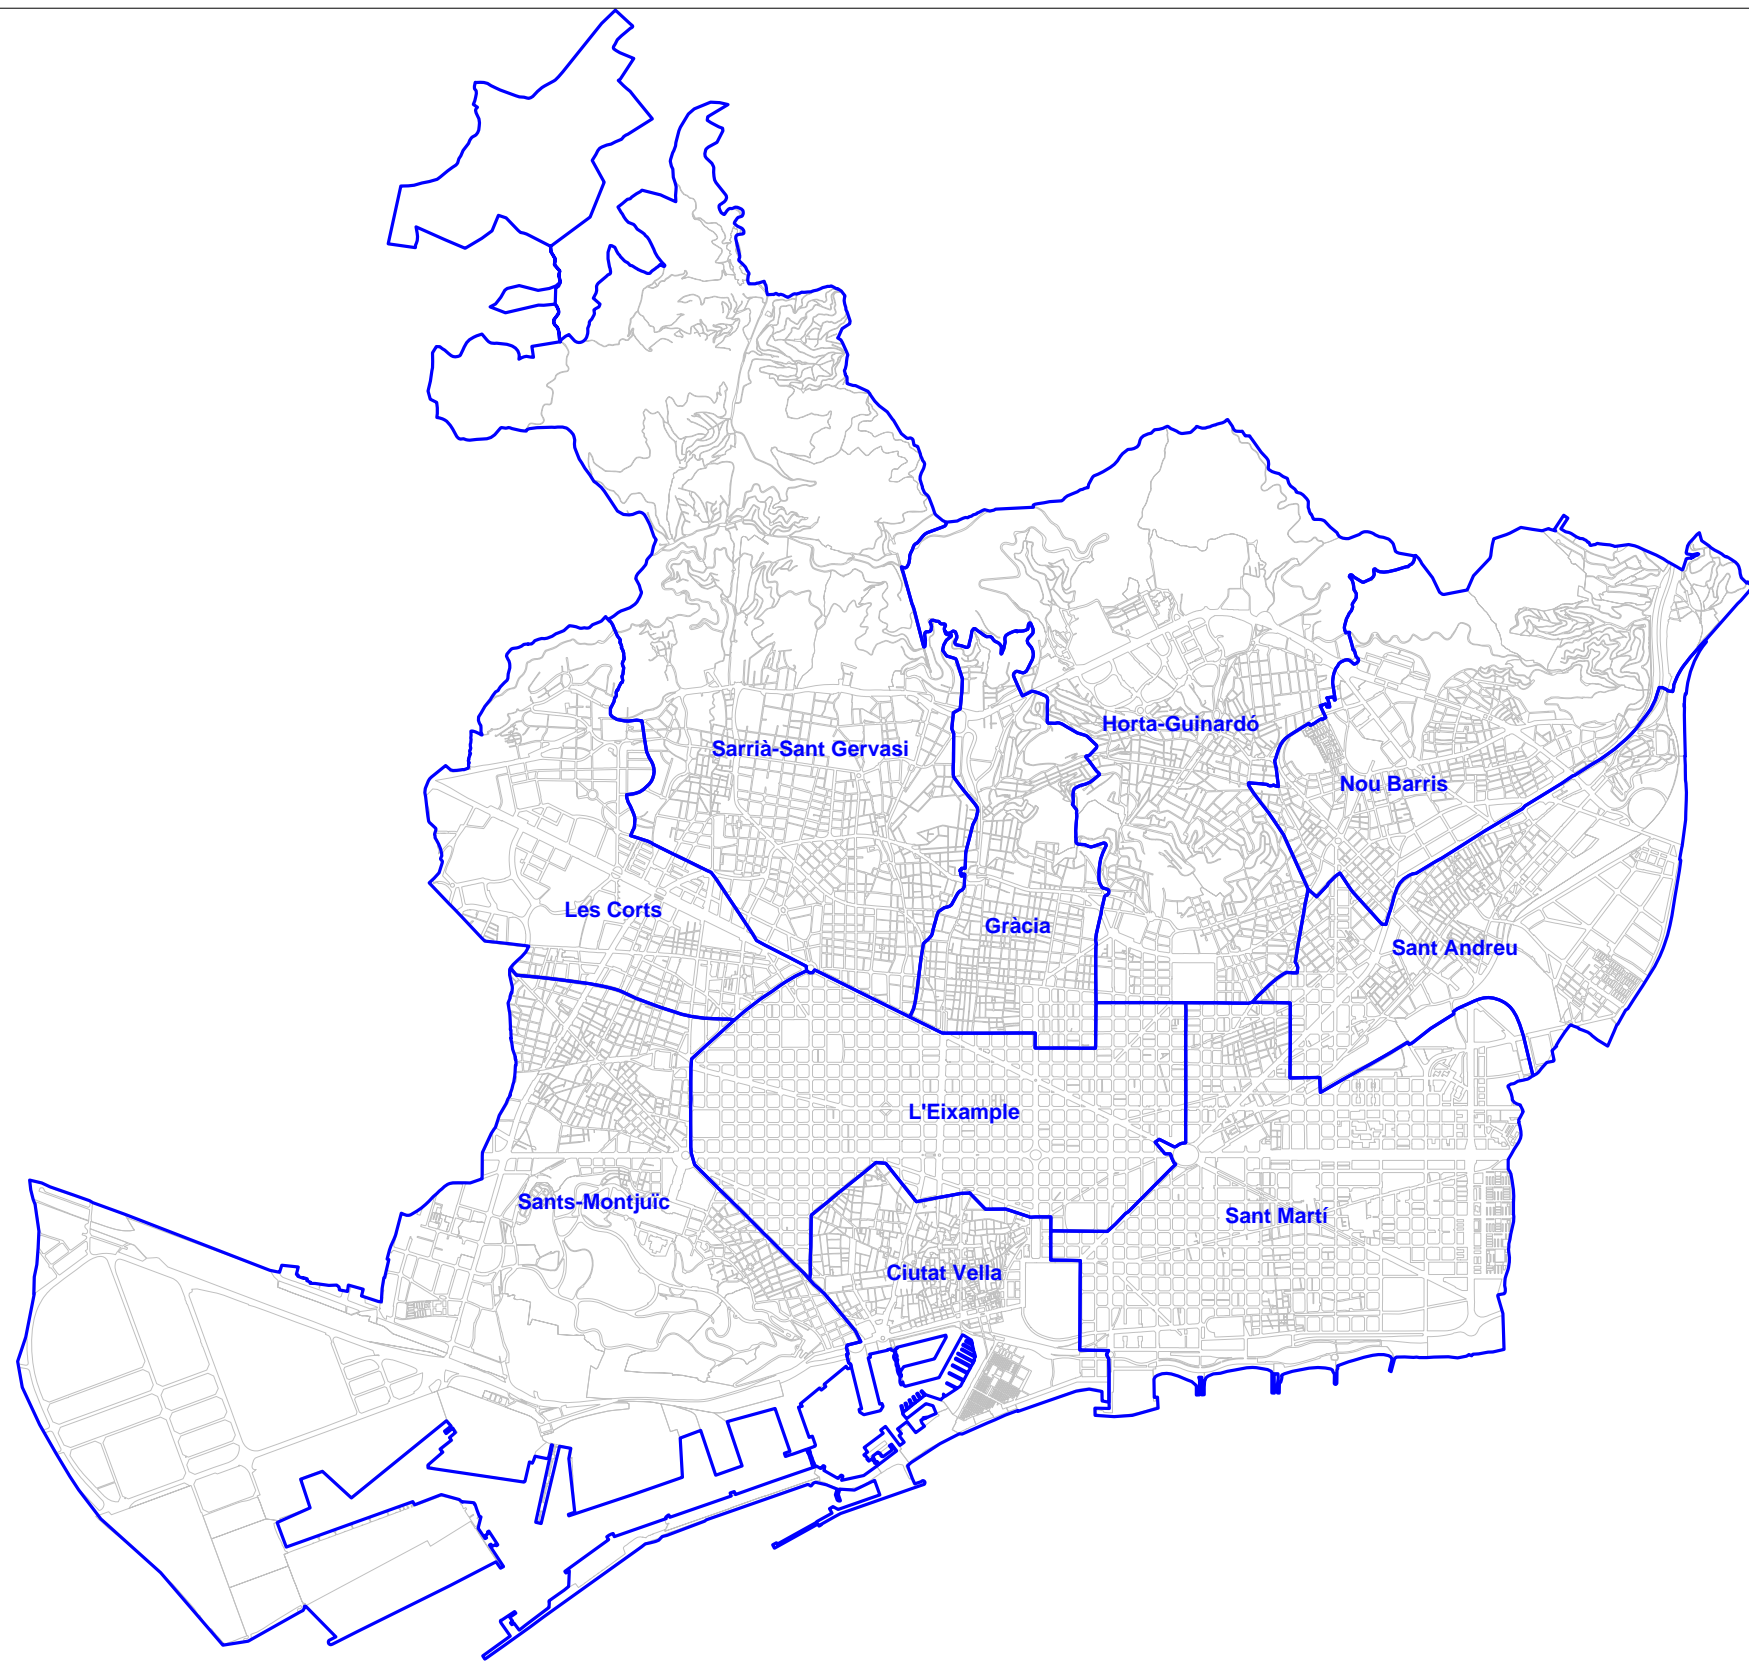 Horta-Guinardó
Sarrià-Sant Gervasi
Nou Barris
Les Corts
Gràcia
Sant Andreu
L'Eixample
Sants-Montjuïc
Sant Martí
Ciutat Vella